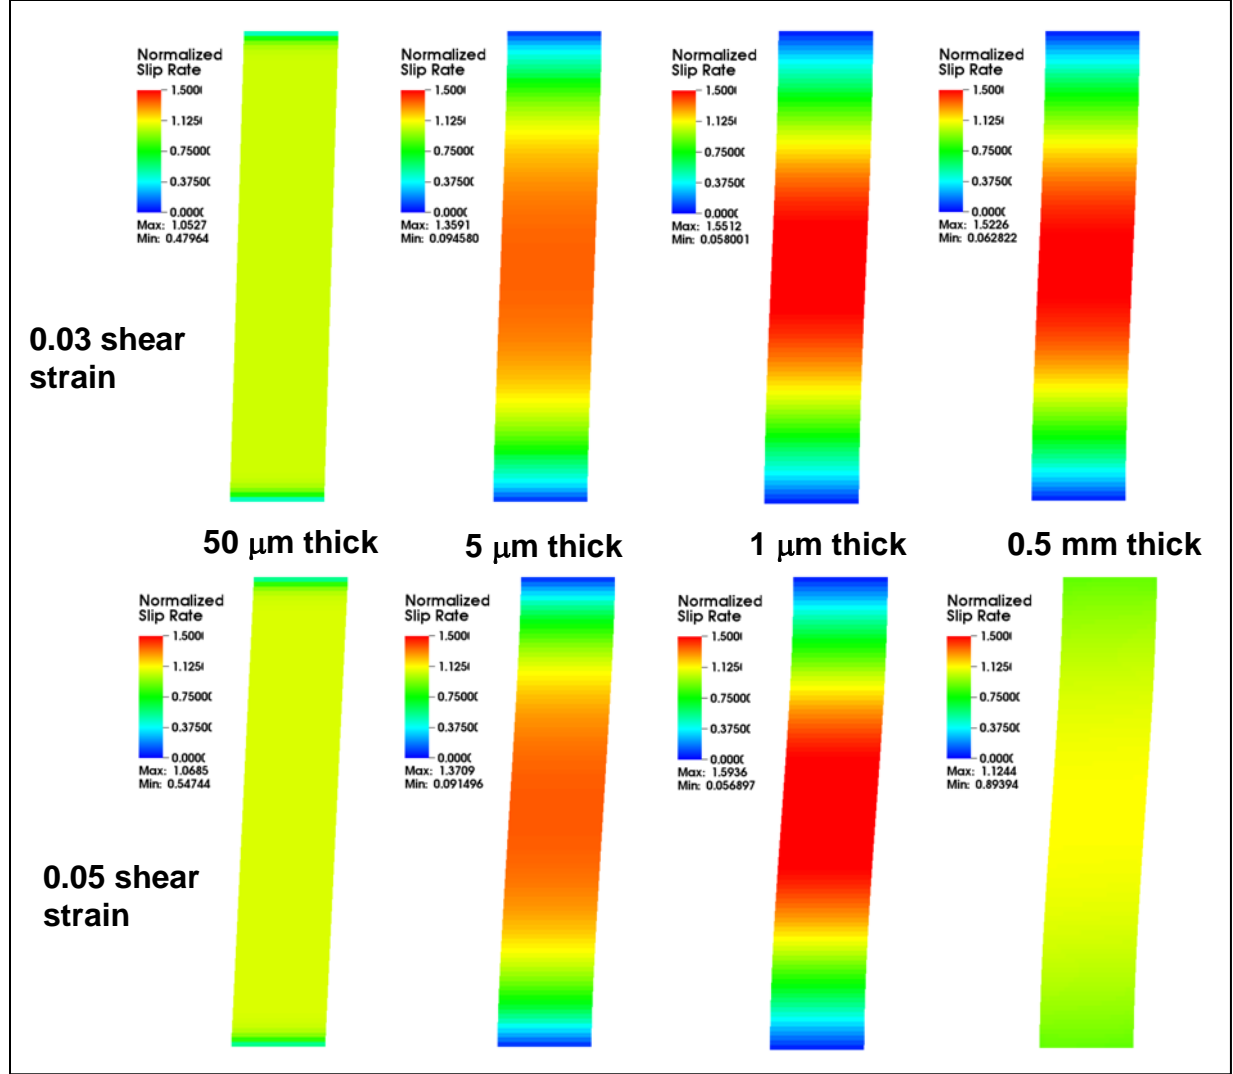 Normalized
Slip Rate
1.500(
1.125(
0.7500(
0.3750(
0.000(
Max: 1.0527
Min: 0.47964
Normalized
Slip Rate
1.500(
1.125(
0.7500(
0.3750(
0.000(
Max: 1.3591
Min: 0.094580
Normalized
Slip Rate
1.500(
1.125(
0.7500(
0.3750(
0.000(
Max: 1.5512
Min: 0.058001
Normalized
Slip Rate
1.500(
1.125(
0.7500(
0.3750(
0.000(
Max: 1.5226
Min: 0.062822
0.03 shear
strain
50 μm thick
5 μm thick
1 μm thick
0.5 mm thick
Normalized
Slip Rate
1.500(
1.125(
0.7500(
0.3750(
0.000(
Max: 1.0685
Min: 0.54744
Normalized
Slip Rate
1.500(
1.125(
0.7500(
0.3750(
0.000(
Max: 1.3709
Min: 0.091496
Normalized
Slip Rate
1.500(
1.125(
0.7500(
0.3750(
0.000(
Max: 1.5936
Min: 0.056897
Normalized
Slip Rate
1.500(
1.125(
0.7500(
0.3750(
0.000(
Max: 1.1244
Min: 0.89394
0.05 shear
strain